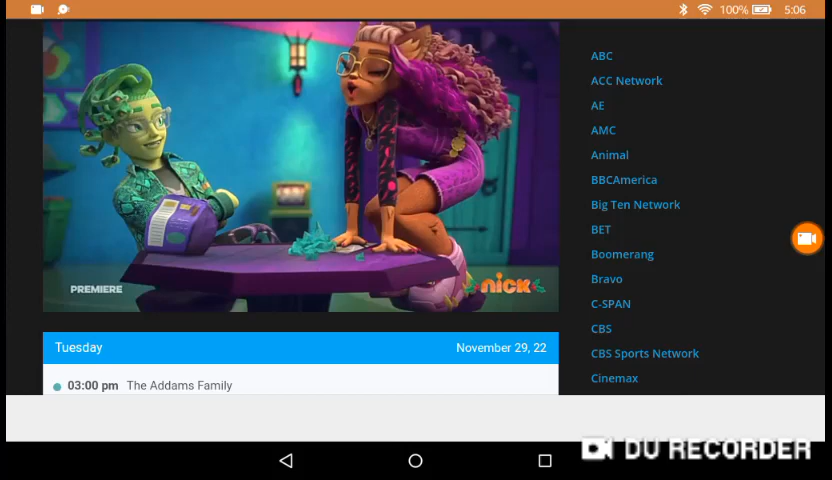 100% 5:06
PREMIERE
nick
Tuesday November 29, 22
03:00 pm The Addams Family
ABC
ACC Network
AE
AMC
Animal
BBCAmerica
Big Ten Network
BET
Boomerang
Bravo
C-SPAN
CBS
CBS Sports Network
Cinemax
DU RECORDER